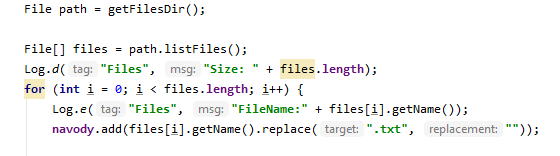 File path = getFilesDir();
File[] files = path.listFiles();
Log.d( tag: "Files", msg: "Size: " + files.length);
for (int i = 0; i < files.length; i++) {
Log.e( tag: "Files", msg: "FileName:" + files[i].getName());
navody.add(files[i].getName().replace( target: ".txt", replacement: ""));